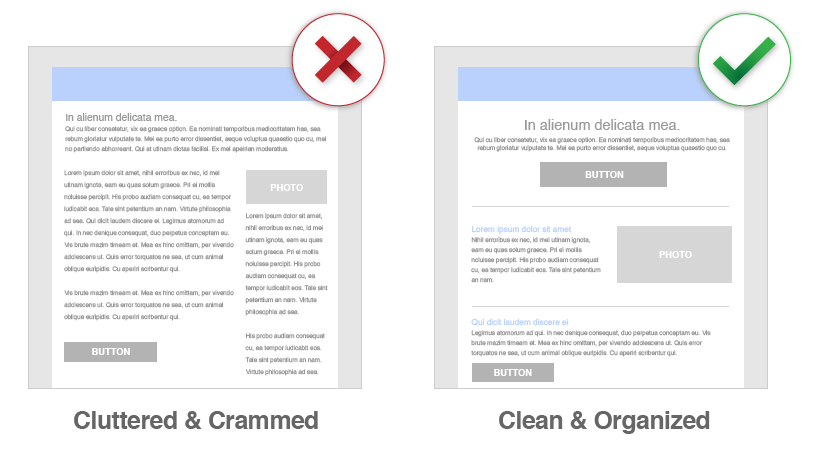 In alienum delicata mea.
Qui cu liber consetetur, vix ea graece option. Ea nominati temporibus mediocritatem has, sea
rebum gloriatur vulputate te. Mei ea purto error dissentiet, aeque voluptua quaestio quo cu, mei
no partiendo abhorreant. Qui at utinam dictas facilisi. Ex mei apeirian moderatius.
Lorem ipsum dolor sit amet, nihil erroribus ex nec, id mei
utinam ignota, eam eu quas solum graece. Pri ei mollis
noluisse percipit. His probo audiam consequat cu, ea tempor
iudicabit eos. Tale sint petentium an nam. Virtute philosophia
ad sea. Qui dicit laudem discere ei. Legimus atomorum ad
qui. In nec denique consequat, duo perpetua constituam eu.
Vis brute mazim timeam et. Mea ex hinc omittam, per vivendo
adolescens ut. Quis error torquatos ne sea, ut cum animal
oblique euripidis. Cu aperiri scribentur qui.
Vis brute mazim timeam et. Mea ex hinc omittam, per vivendo
adolescens ut. Quis error torquatos ne sea, ut cum animal
oblique euripidis. Cu aperiri scribentur qui.
BUTTON
PHOTO
Lorem ipsum dolor sit amet,
nihil erroribus ex nec, id mei
utinam ignota, eam eu quas
solum graece. Pri ei mollis
noluisse percipit. His probo
audiam consequat cu, ea
tempor iudicabit eos. Tale sint
petentium an nam. Virtute
philosophia ad sea.
His probo audiam consequat
cu, ea tempor iudicabit eos.
Tale sint petentium an nam.
Virtute philosophia ad sea.
Cluttered & Crammed
In alienum delicata mea.
Qui cu liber consetetur, vix ea graece option. Ea nominati temporibus mediocritatem has, sea
rebum gloriatur vulputate te. Mei ea purto error dissentiet, aeque voluptua quaestio quo cu.
BUTTON
Lorem ipsum dolor sit amet
Nihil erroribus ex nec, id mei utinam ignota,
eam eu quas solum graece. Pri ei mollis
noluisse percipit. His probo audiam consequat
cu, ea tempor iudicabit eos. Tale sint petentium
an nam.
PHOTO
Qui dicit laudem discere ei
Legimus atomorum ad qui. In nec denique consequat, duo perpetua constituam eu. Vis
brute mazim timeam et. Mea ex hinc omittam, per vivendo adolescens ut. Quis error
torquatos ne sea, ut cum animal oblique euripidis. Cu aperiri scribentur qui.
BUTTON
Clean & Organized